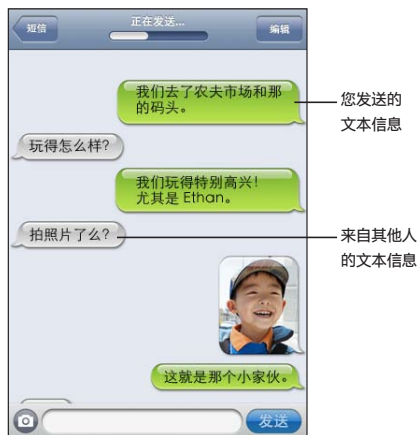 短信
正在发送...
编辑
我们去了农夫市场和那
的码头。
您发送的
文本信息
玩得怎么样?
我们玩得特别高兴!
尤其是 Ethan。
拍照片了么?
来自其他人
的文本信息
这就是那个小家伙。
发送